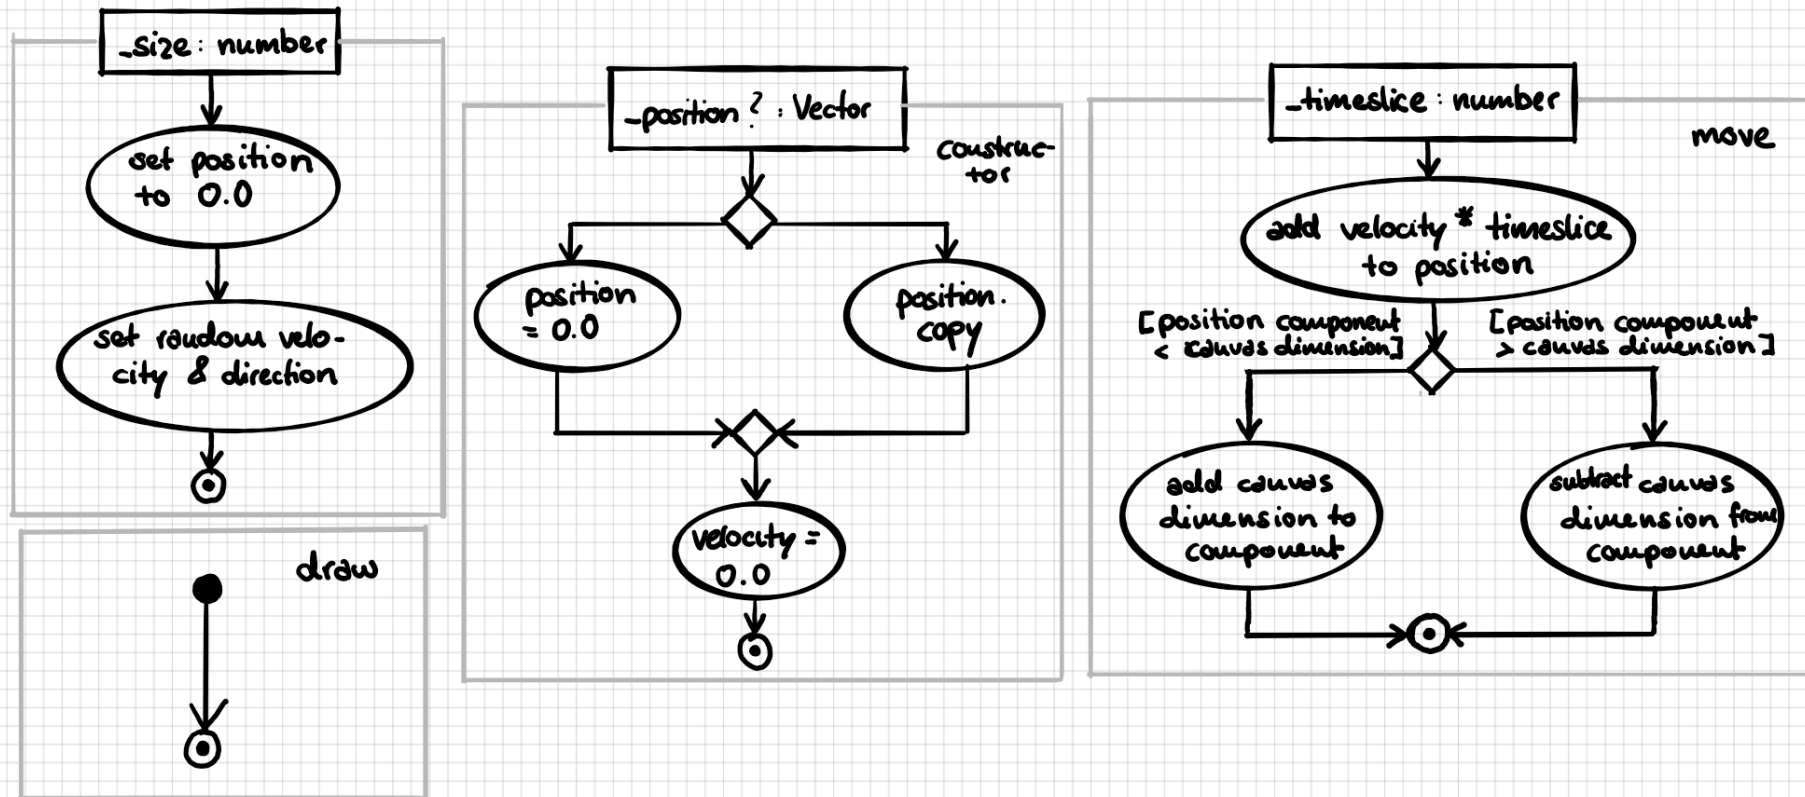 _size: number
set position
to 0.0
set random velo-
city & direction
draw
_position?: Vector
construc-
tor
position
= 0.0
position.
copy
velocity =
0.0
_timeslice: number
move
add velocity * timeslice
to position
[position component
< canvas dimension]
[position component
> canvas dimension]
add canvas
dimension to
component
subtract canvas
dimension from
component